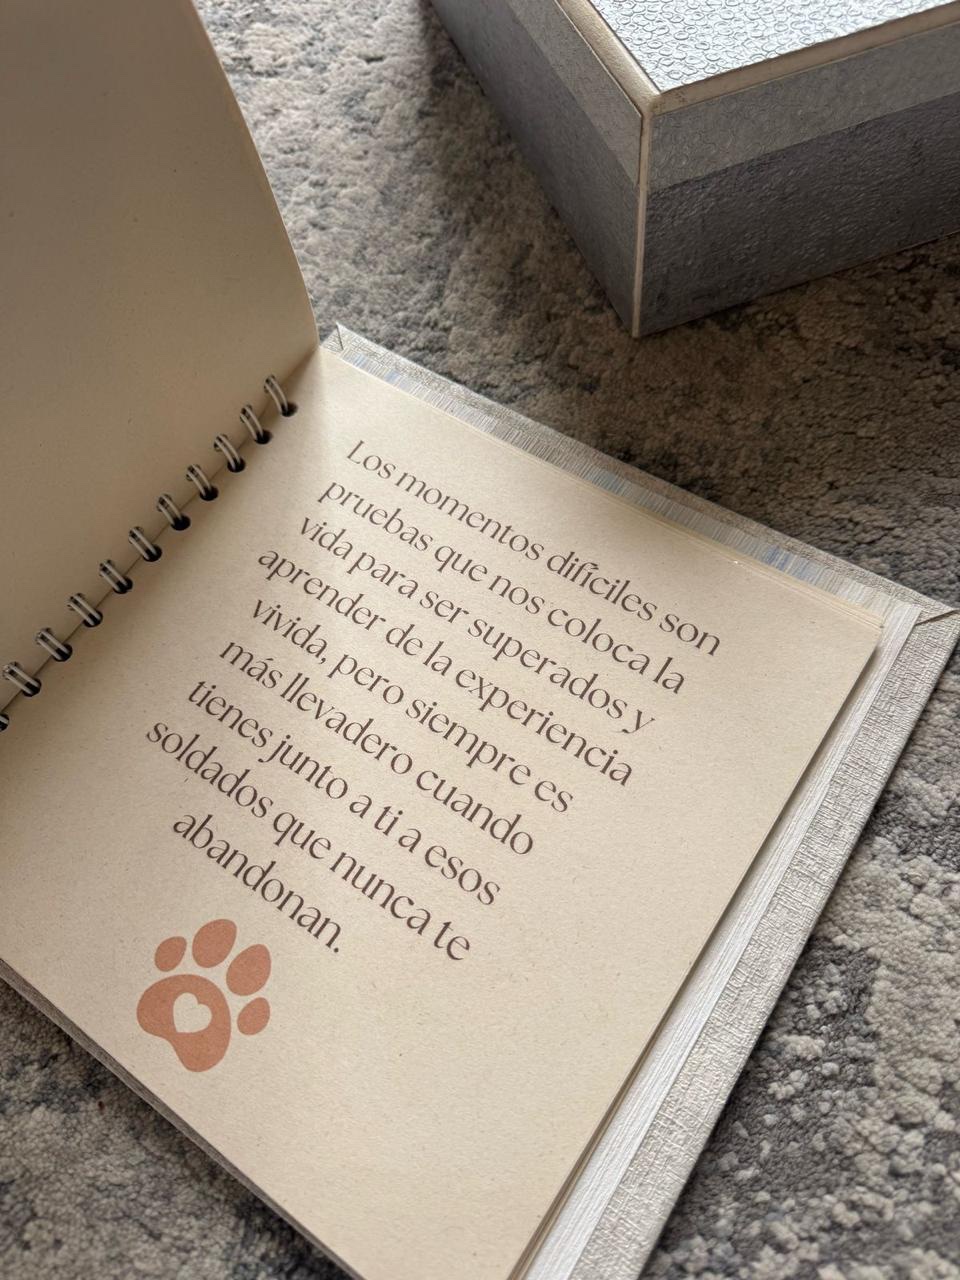 Los momentos difíciles son
pruebas que nos coloca la
vida para ser superados y
aprender de la experiencia
vivida, pero siempre es
más llevadero cuando
tienes junto a ti a esos
soldados que nunca te
abandonan.